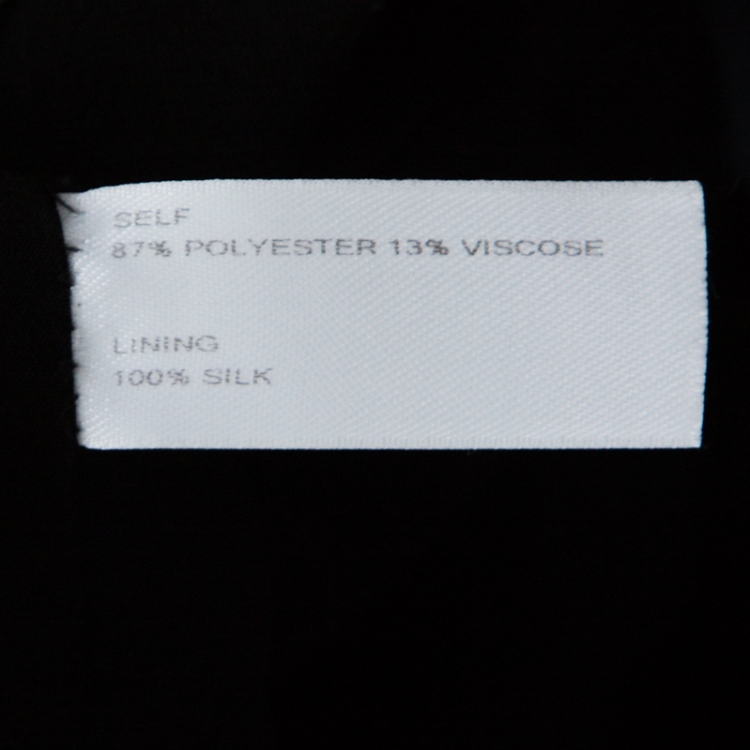 SELF
87% POLYESTER 13% VISCOSE
LINING
100% SILK